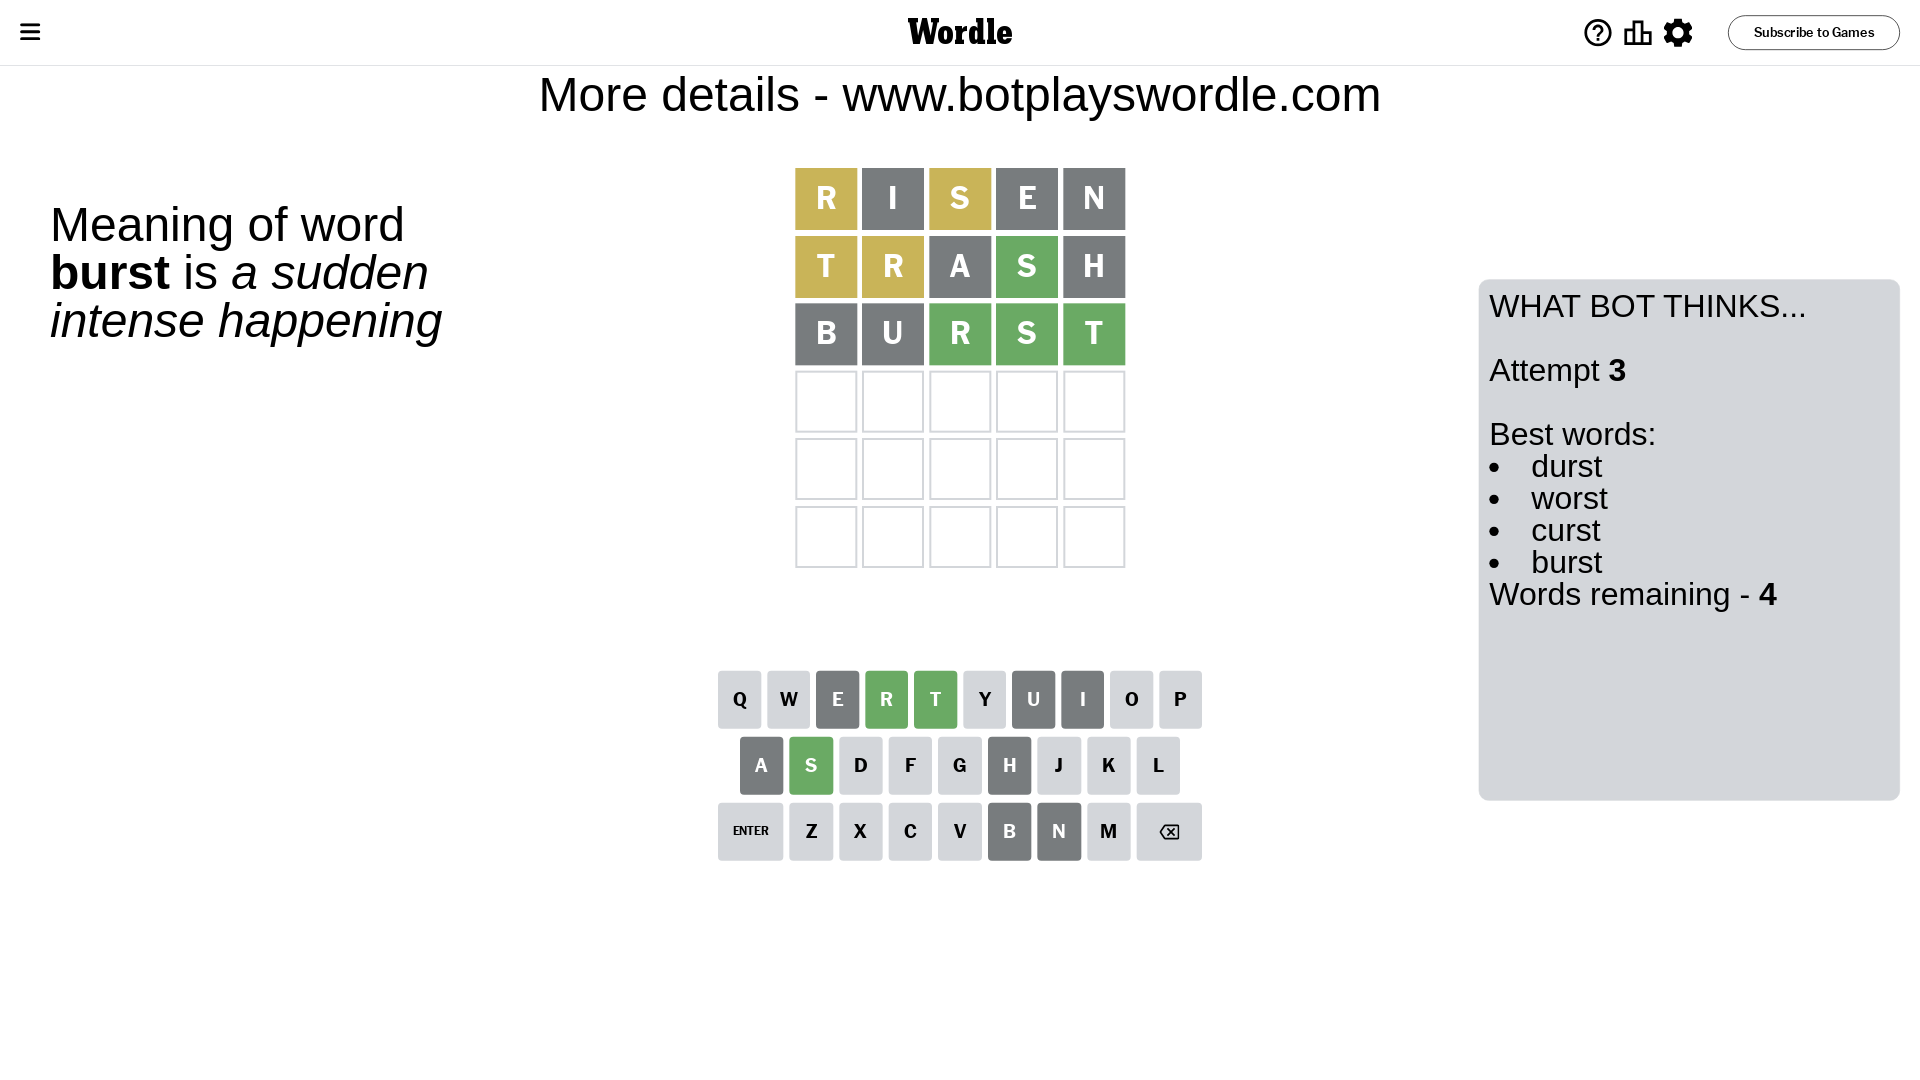 Wordle
Subscribe to Games
More details - www.botplayswordle.com
Meaning of word
burst is a sudden
intense happening
R I S E N
T R A S H
B U R S T
WHAT BOT THINKS...
Attempt 3
Best words:
• durst
• worst
• curst
• burst
Words remaining - 4
Q W E R T Y U I O P
A S D F G H J K L
ENTER Z X C V B N M